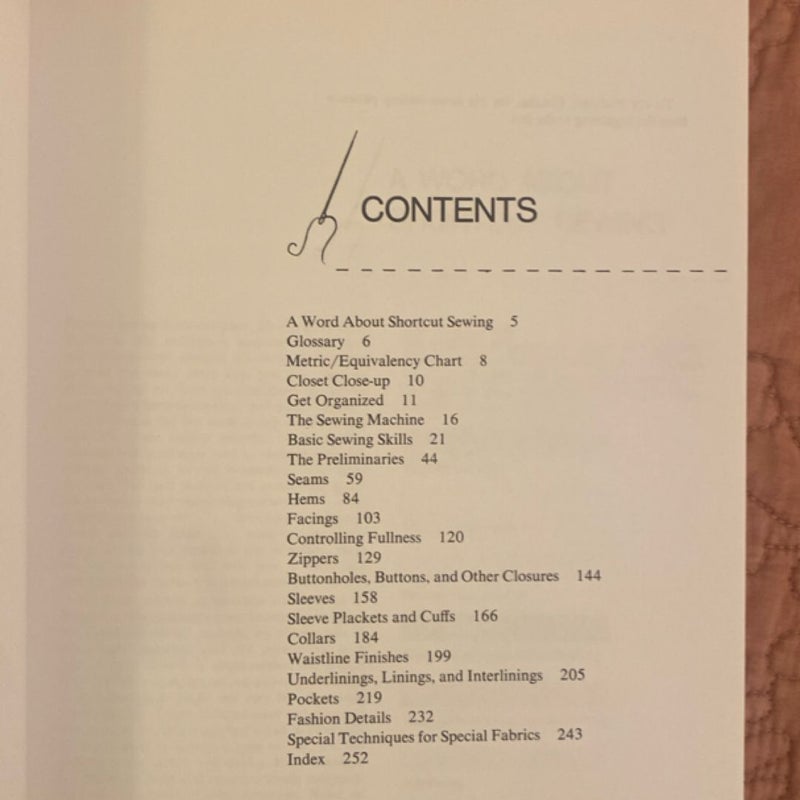 CONTENTS
A Word About Shortcut Sewing 5
Glossary 6
Metric/Equivalency Chart 8
Closet Close-up 10
Get Organized 11
The Sewing Machine 16
Basic Sewing Skills 21
The Preliminaries 44
Seams 59
Hems 84
Facings 103
Controlling Fullness 120
Zippers 129
Buttonholes, Buttons, and Other Closures 144
Sleeves 158
Sleeve Plackets and Cuffs 166
Collars 184
Waistline Finishes 199
Underlinings, Linings, and Interlinings 205
Pockets 219
Fashion Details 232
Special Techniques for Special Fabrics 243
Index 252